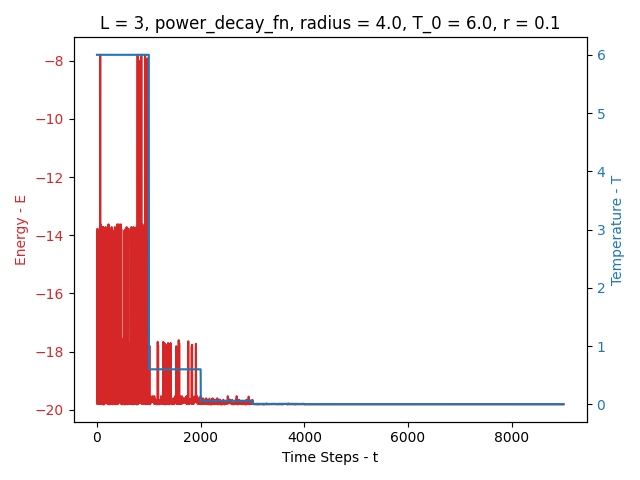 L = 3, power_decay_fn, radius = 4.0, T_0 = 6.0, r = 0.1
−8
−10
−12
−14
−16
−18
−20
Energy - E
6
5
4
3
2
1
0
Temperature - T
0 2000 4000 6000 8000
Time Steps - t